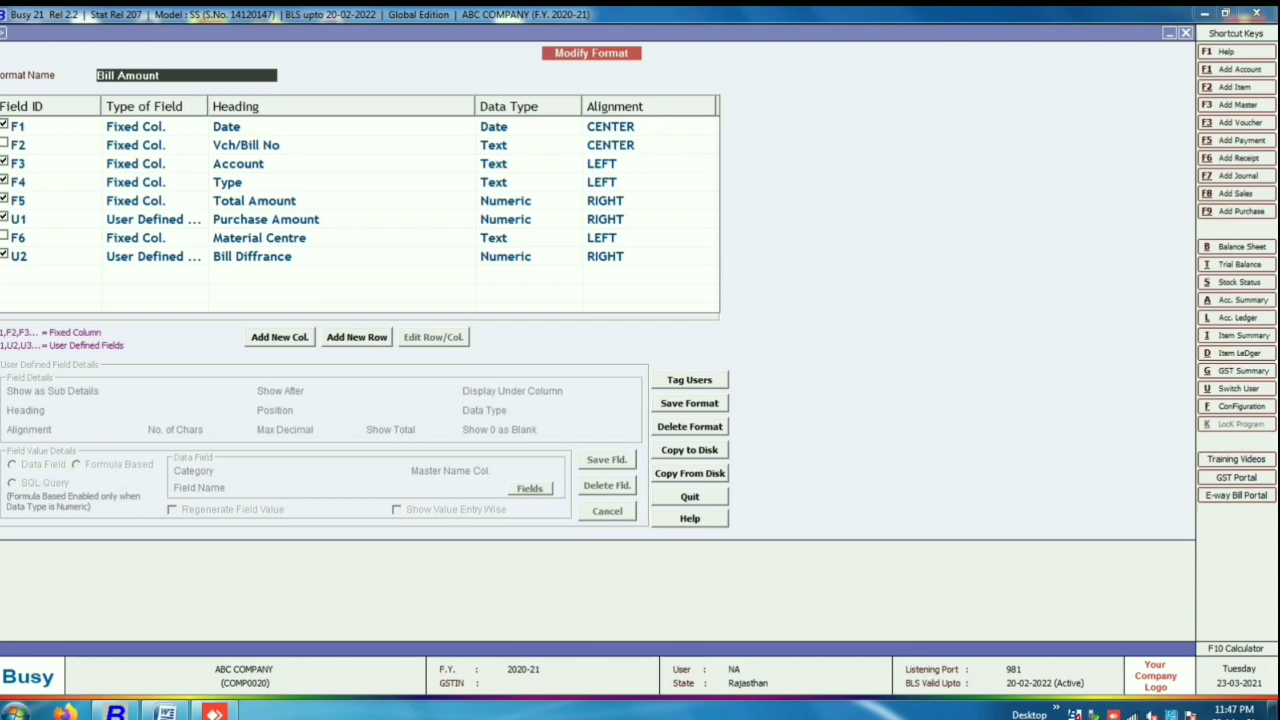 Busy 21 Rel 2.2 | Stat Rel 207 | Model : SS (S.No. 14120147) | BLS upto 20-02-2022 | Global Edition | ABC COMPANY (F.Y. 2020-21)
Modify Format
ormat Name Bill Amount
Field ID Type of Field Heading Data Type Alignment
F1 Fixed Col. Date Date CENTER
F2 Fixed Col. Vch/Bill No Text CENTER
F3 Fixed Col. Account Text LEFT
F4 Fixed Col. Type Text LEFT
F5 Fixed Col. Total Amount Numeric RIGHT
U1 User Defined ... Purchase Amount Numeric RIGHT
F6 Fixed Col. Material Centre Text LEFT
U2 User Defined ... Bill Diffrance Numeric RIGHT
1,F2,F3... = Fixed Column
1,U2,U3... = User Defined Fields
Add New Col. Add New Row Edit Row/Col.
User Defined Field Details
Field Details
Show as Sub Details Show After Display Under Column
Heading Position Data Type
Alignment No. of Chars Max Decimal Show Total Show 0 as Blank
Field Value Details
Data Field Formula Based
SQL Query
(Formula Based Enabled only when
Data Type is Numeric)
Data Field
Category Master Name Col.
Field Name Fields
Regenerate Field Value Show Value Entry Wise
Save Fld.
Delete Fld.
Cancel
Tag Users
Save Format
Delete Format
Copy to Disk
Copy From Disk
Quit
Help
Shortcut Keys
F1 Help
F1 Add Account
F2 Add Item
F3 Add Master
F3 Add Voucher
F5 Add Payment
F6 Add Receipt
F7 Add Journal
F8 Add Sales
F9 Add Purchase
B Balance Sheet
T Trial Balance
S Stock Status
A Acc. Summary
L Acc. Ledger
I Item Summary
D Item LeDger
G GST Summary
U Switch User
F ConFiguration
K LocK Program
Training Videos
GST Portal
E-way Bill Portal
F10 Calculator
Busy
ABC COMPANY
(COMP0020)
F.Y. : 2020-21
GSTIN :
User : NA
State : Rajasthan
Listening Port : 981
BLS Valid Upto : 20-02-2022 (Active)
Your
Company
Logo
Tuesday
23-03-2021
Desktop
11:47 PM